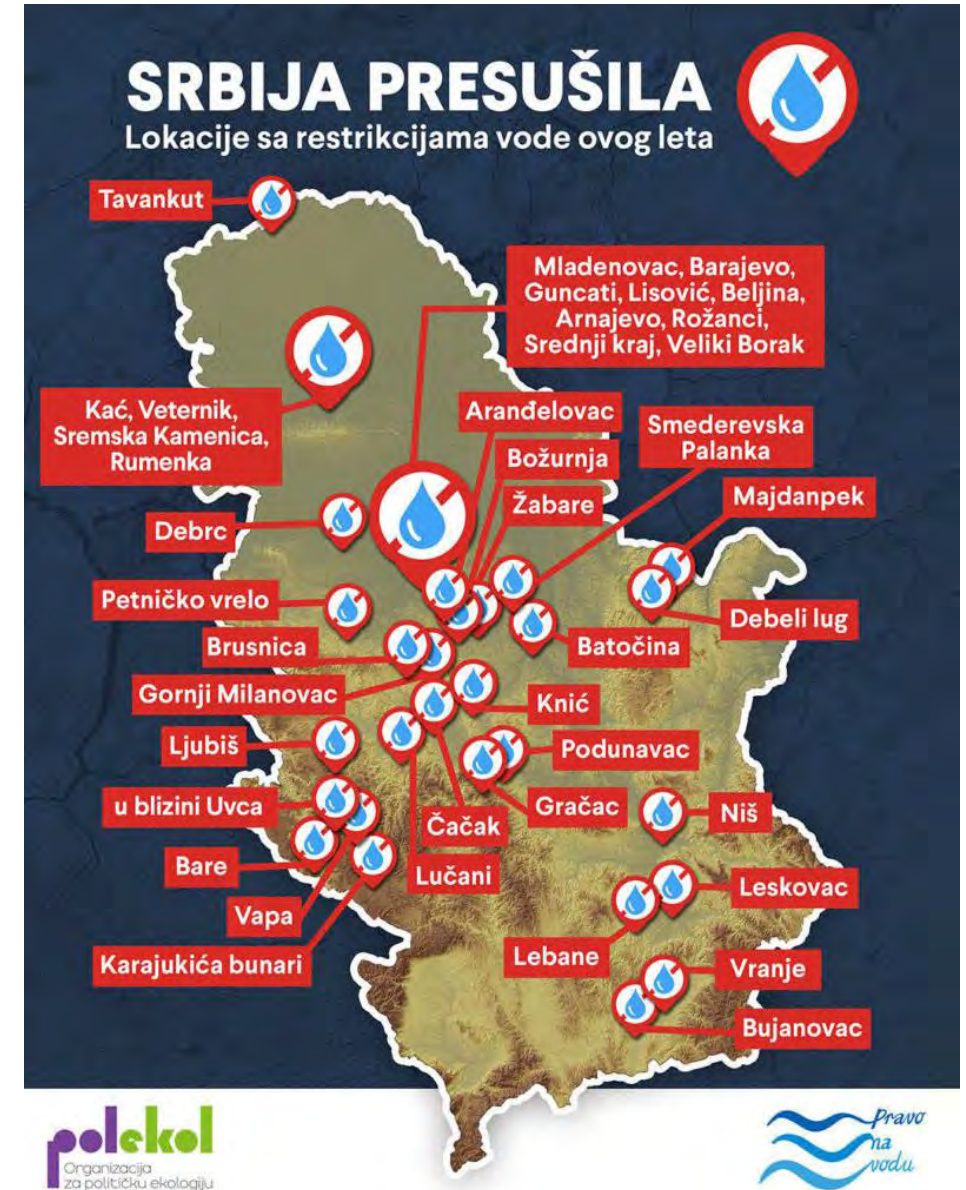 SRBIJA PRESUŠILA
Lokacije sa restrikcijama vode ovog leta
Tavankut
Mladenovac, Barajevo,
Guncati, Lisović, Beljina,
Arnajevo, Rožanci,
Srednji kraj, Veliki Borak
Kać, Veternik,
Sremska Kamenica,
Rumenka
Aranđelovac
Smederevska
Palanka
Božurnja
Žabare
Majdanpek
Debrc
Petničko vrelo
Debeli lug
Brusnica
Batočina
Gornji Milanovac
Knić
Ljubiš
Podunavac
u blizini Uvca
Gračac
Niš
Čačak
Bare
Lučani
Leskovac
Vapa
Lebane
Karajukića bunari
Vranje
Bujanovac
polekol
Organizacija
za političku ekologiju
Pravo
na
vodu